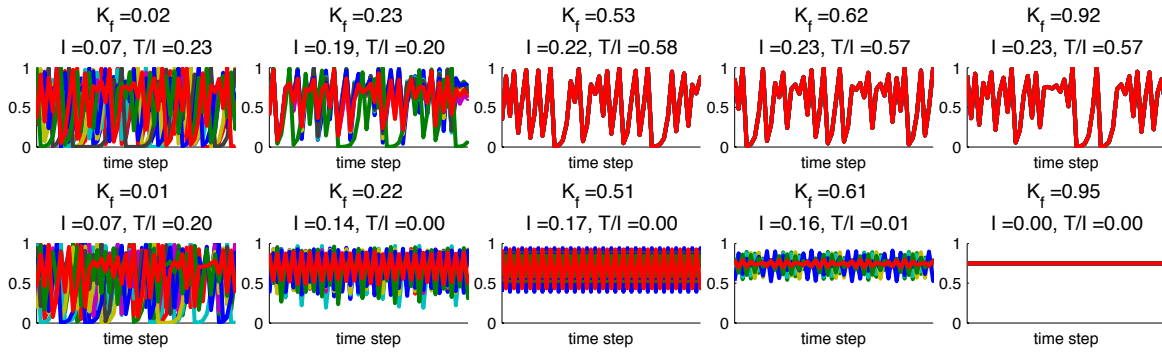 K_f =0.02
I =0.07, T/I =0.23
K_f =0.23
I =0.19, T/I =0.20
K_f =0.53
I =0.22, T/I =0.58
K_f =0.62
I =0.23, T/I =0.57
K_f =0.92
I =0.23, T/I =0.57
1
0.5
0
time step
1
0.5
0
time step
1
0.5
0
time step
1
0.5
0
time step
1
0.5
0
time step
K_f =0.01
I =0.07, T/I =0.20
K_f =0.22
I =0.14, T/I =0.00
K_f =0.51
I =0.17, T/I =0.00
K_f =0.61
I =0.16, T/I =0.01
K_f =0.95
I =0.00, T/I =0.00
1
0.5
0
time step
1
0.5
0
time step
1
0.5
0
time step
1
0.5
0
time step
1
0.5
0
time step